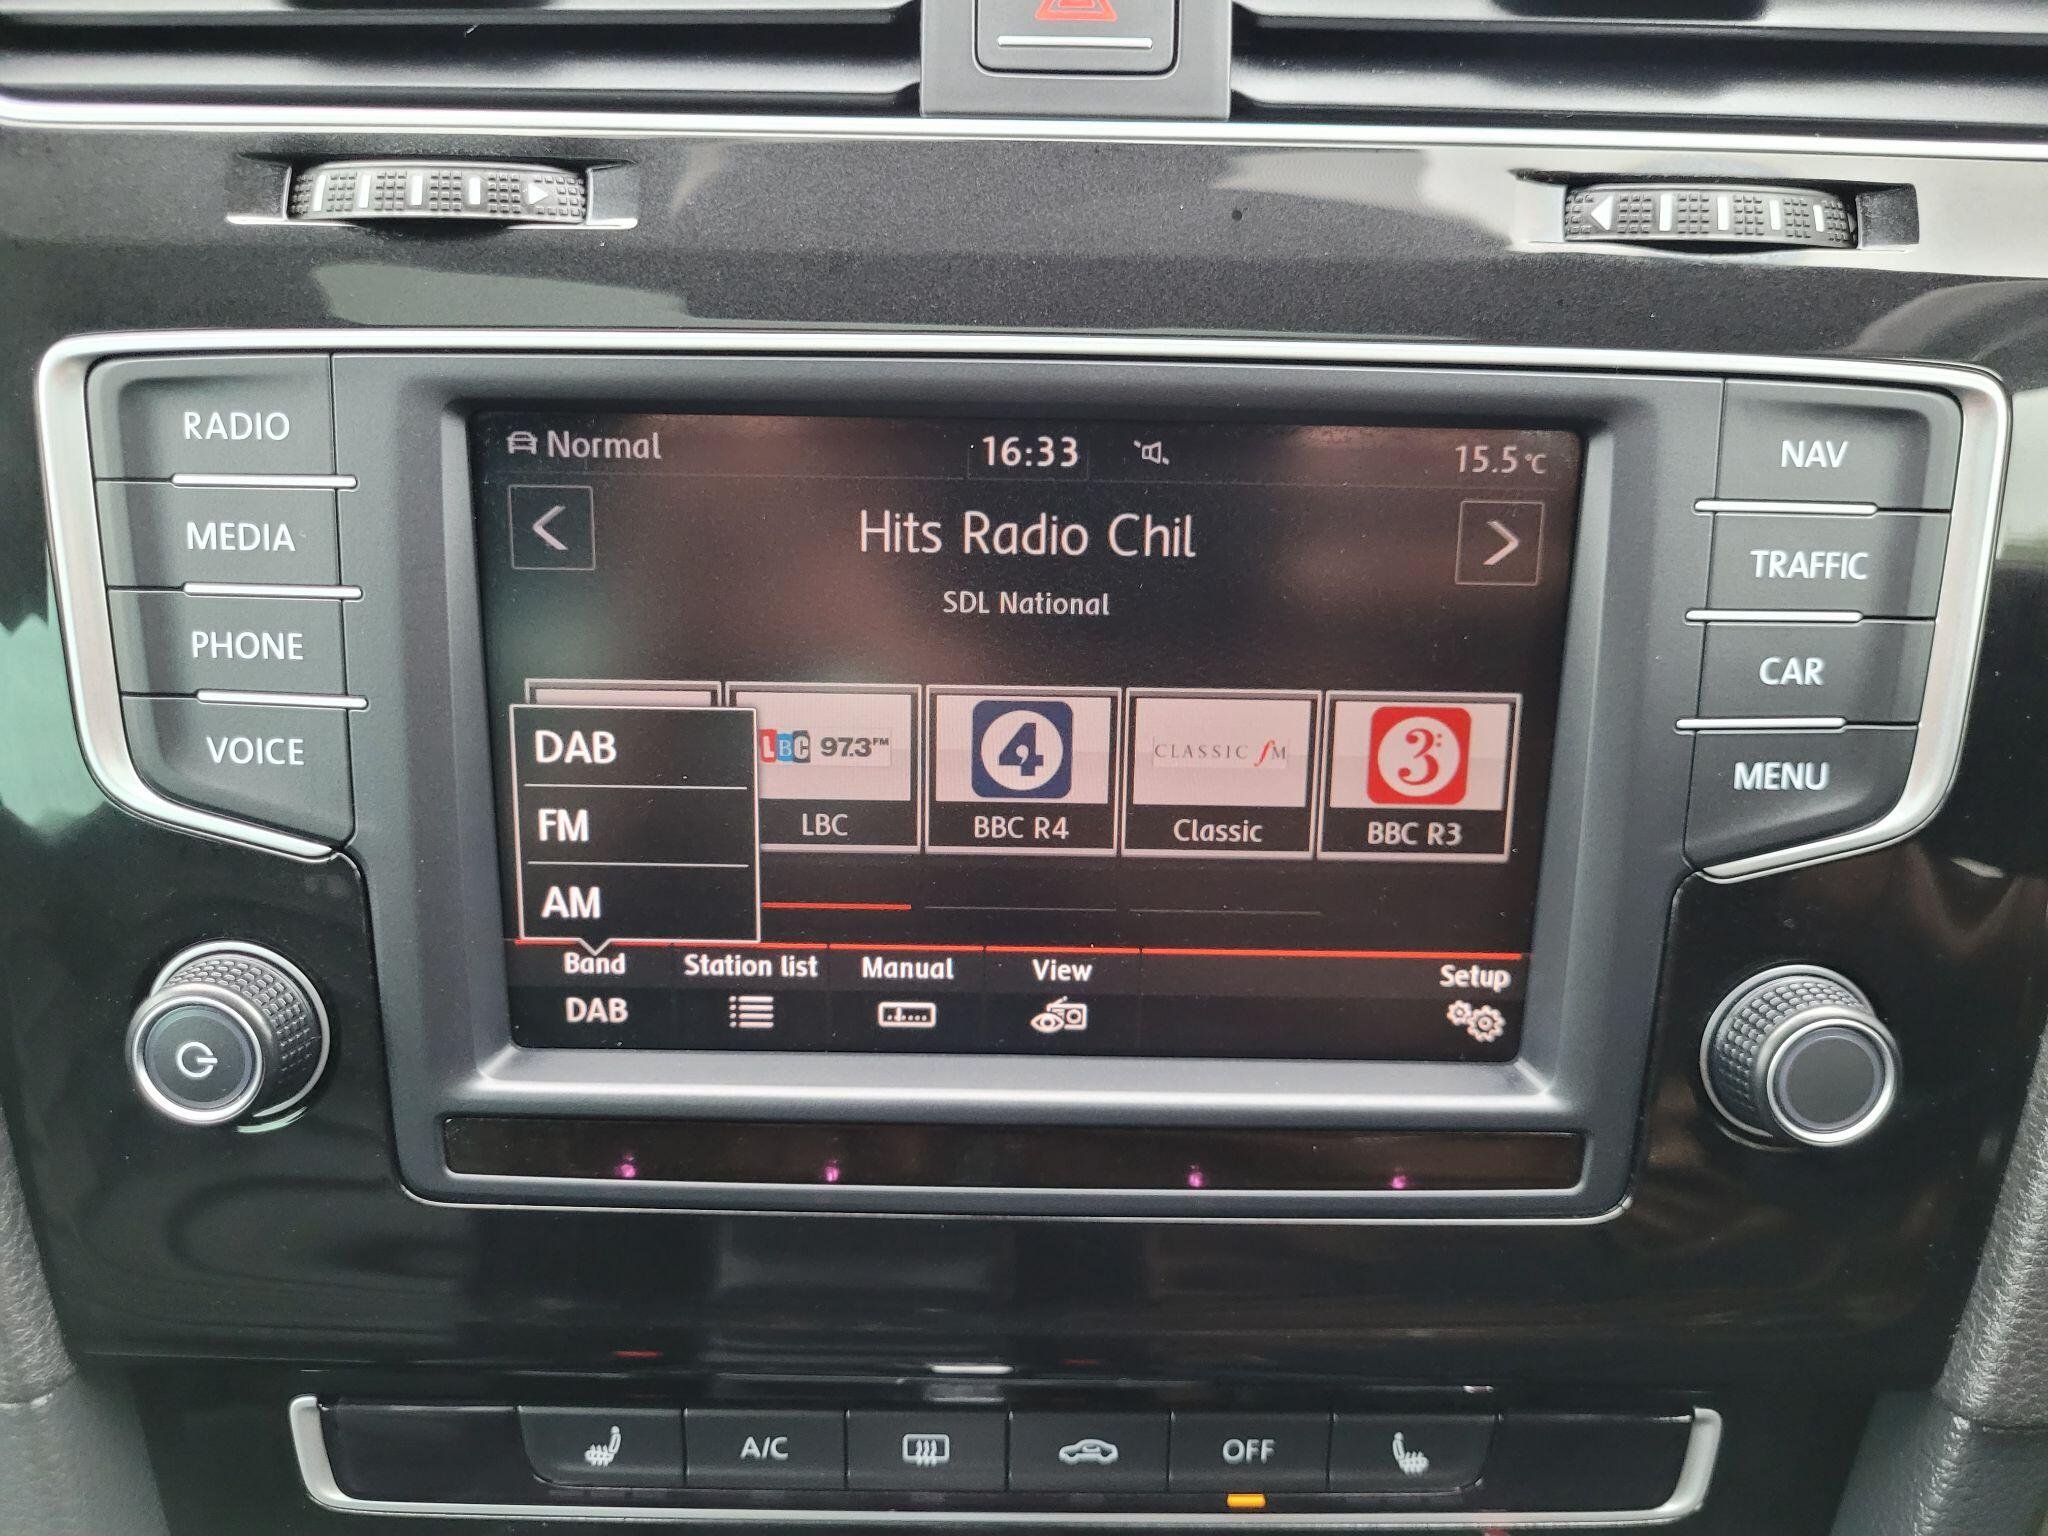 RADIO
MEDIA
PHONE
VOICE
Normal
16:33
15.5 °C
Hits Radio Chil
SDL National
LBC 97.3 FM
4
CLASSIC fM
3
LBC
BBC R4
Classic
BBC R3
DAB
FM
AM
Band
Station list
Manual
View
Setup
DAB
NAV
TRAFFIC
CAR
MENU
A/C
OFF